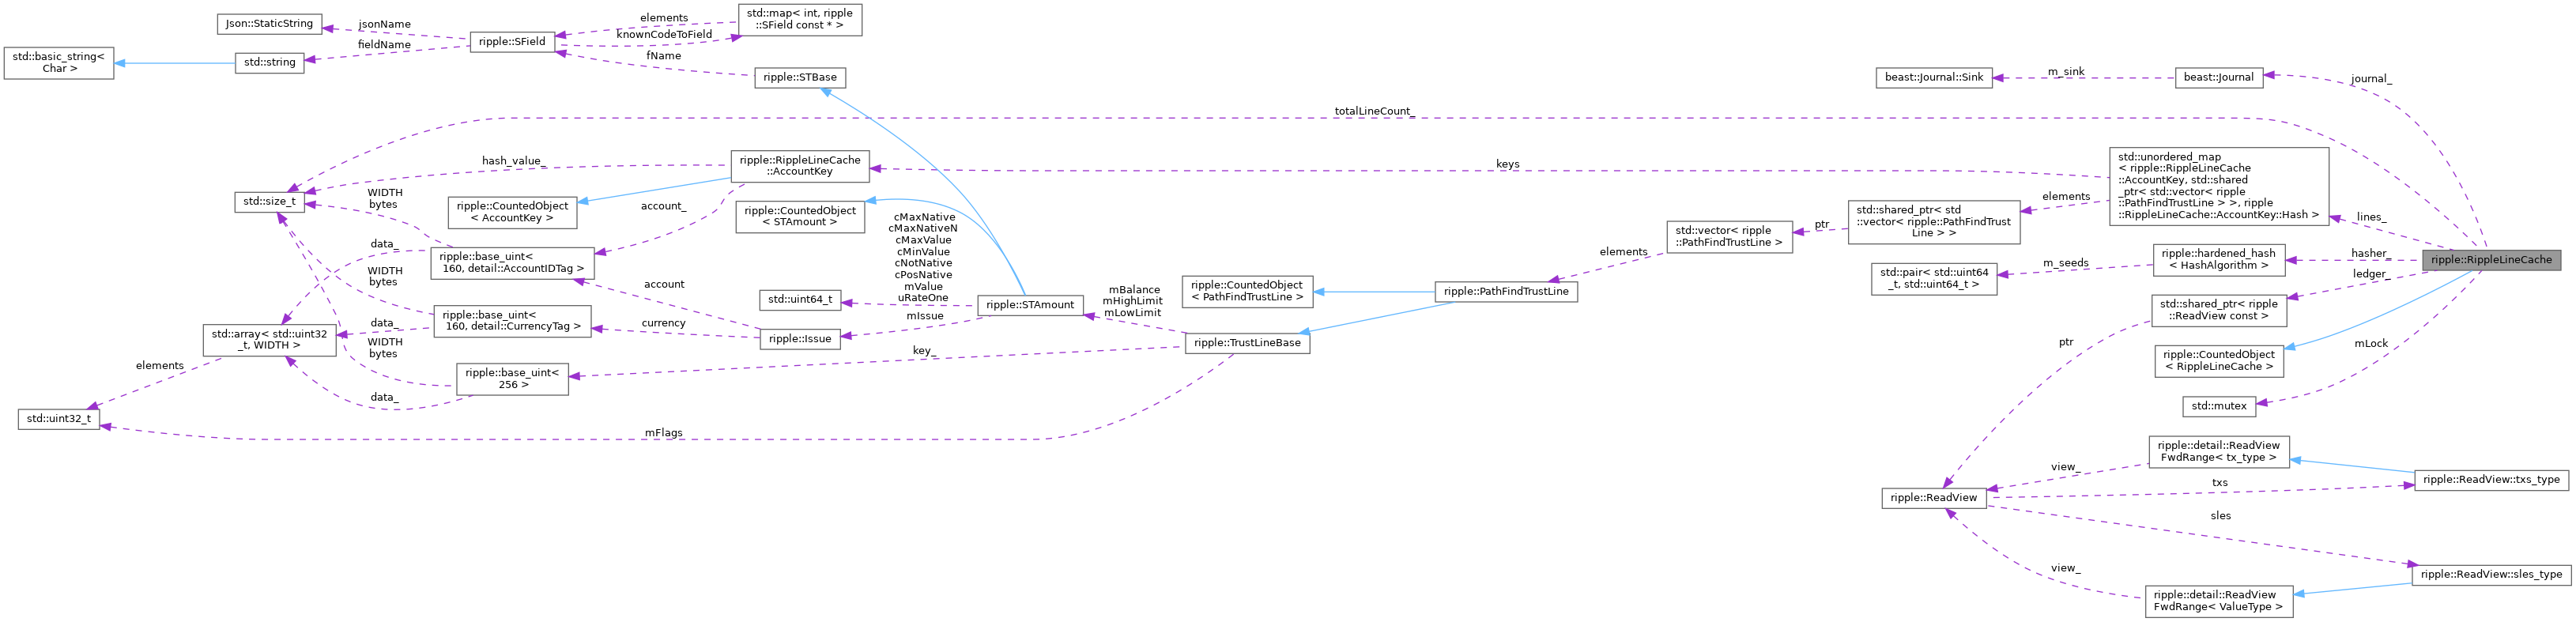 Json::StaticString
jsonName
fieldName
std::basic_string<
Char >
std::string
ripple::SField
elements
knownCodeToField
fName
std::map< int, ripple
::SField const * >
ripple::STBase
beast::Journal::Sink
m_sink
beast::Journal
journal_
totalLineCount_
hash_value_
ripple::RippleLineCache
::AccountKey
keys
std::unordered_map
< ripple::RippleLineCache
::AccountKey, std::shared
_ptr< std::vector< ripple
::PathFindTrustLine > >, ripple
::RippleLineCache::AccountKey::Hash >
lines_
elements
std::shared_ptr< std
::vector< ripple::PathFindTrust
Line > >
ptr_
std::vector< ripple
::PathFindTrustLine >
elements
std::size_t
WIDTH
bytes
ripple::CountedObject
< AccountKey >
account_
ripple::CountedObject
< STAmount >
cMaxNative
cMaxNativeN
cMaxValue
cMinValue
cNotNative
cPosNative
mValue
uRateOne
data_
ripple::base_uint<
160, detail::AccountIDTag >
WIDTH
bytes
account
std::uint64_t
ripple::STAmount
mIssue
mBalance
mHighLimit
mLowLimit
ripple::CountedObject
< PathFindTrustLine >
ripple::PathFindTrustLine
std::pair< std::uint64
_t, std::uint64_t >
m_seeds
ripple::hardened_hash
< HashAlgorithm >
hasher_
ripple::RippleLineCache
ledger_
std::shared_ptr< ripple
::ReadView const >
std::array< std::uint32
_t, WIDTH >
data_
ripple::base_uint<
160, detail::CurrencyTag >
currency
ripple::Issue
ripple::TrustLineBase
key_
WIDTH
bytes
elements
ripple::base_uint<
256 >
data_
std::uint32_t
mFlags
ptr
ripple::CountedObject
< RippleLineCache >
mLock
std::mutex
ripple::detail::ReadView
FwdRange< tx_type >
view_
ripple::ReadView::txs_type
txs
ripple::ReadView
sles
view_
ripple::ReadView::sles_type
ripple::detail::ReadView
FwdRange< ValueType >